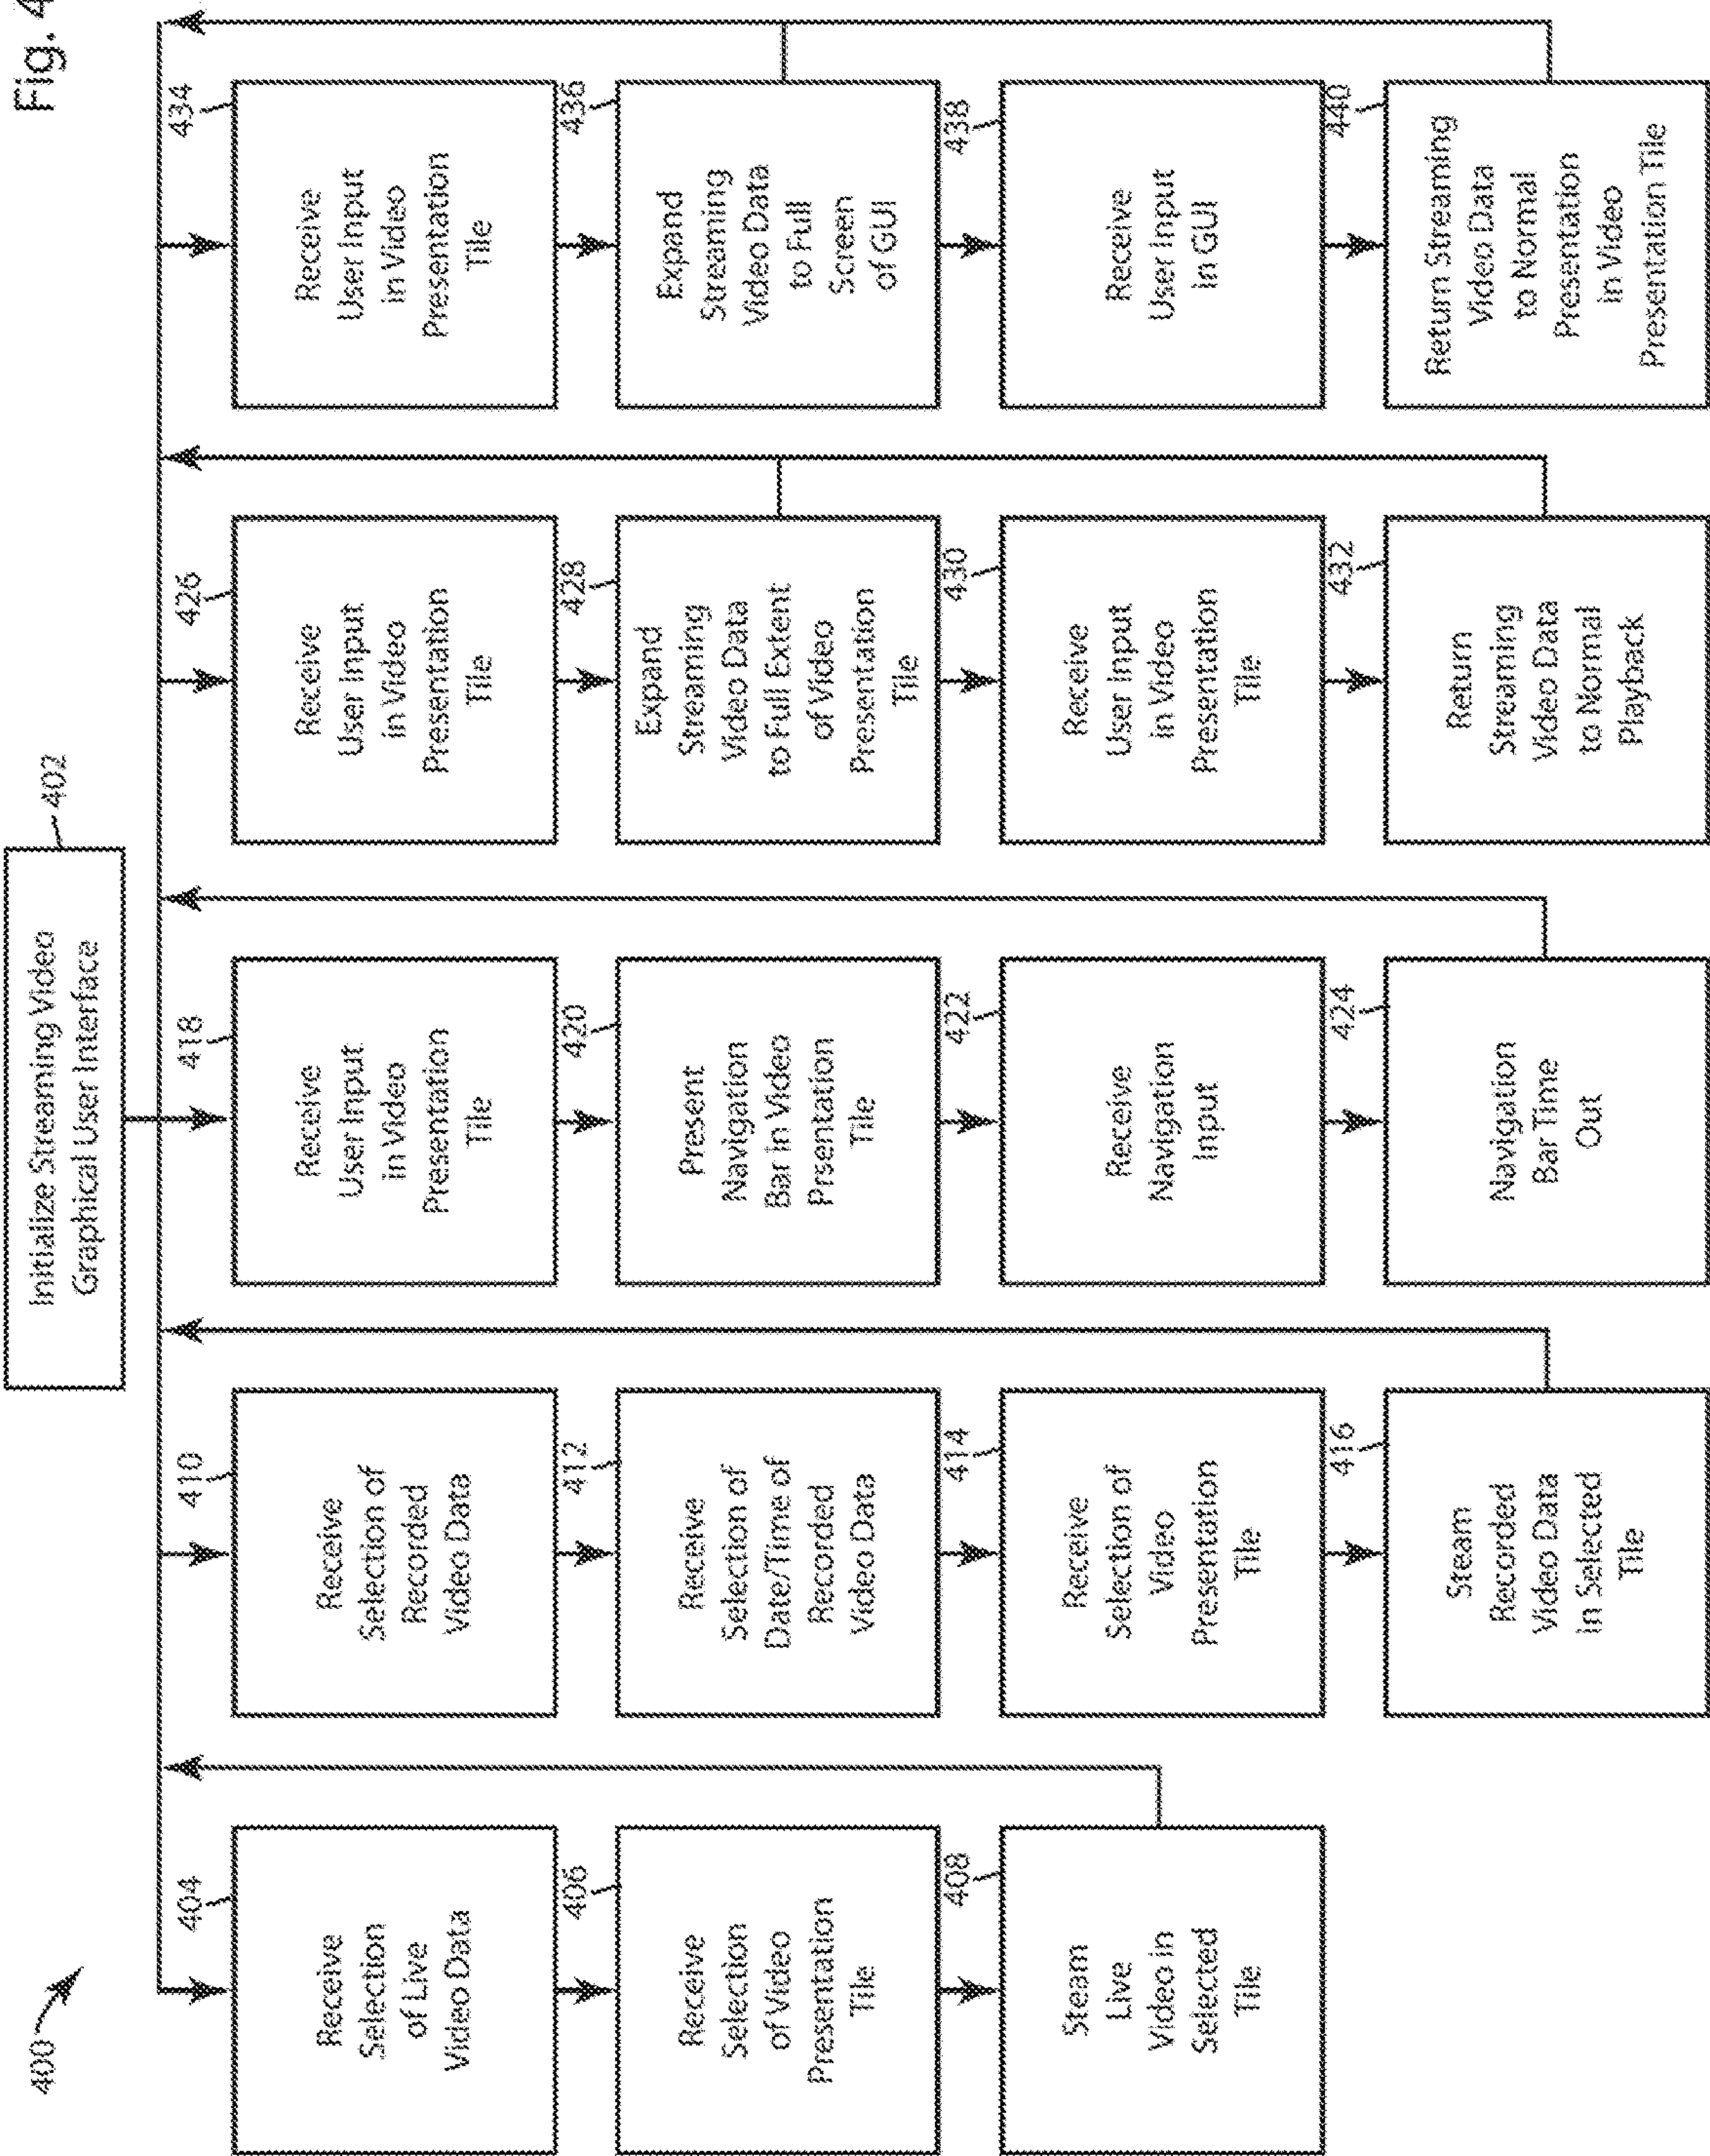 Fig. 4
400
Initialize Streaming Video
Graphical User Interface
402
404
Receive
Selection
of Live
Video Data
406
Receive
Selection
of Video
Presentation
Tile
408
Steam
Live
Video in
Selected
Tile
410
Receive
Selection of
Recorded
Video Data
412
Receive
Selection of
Date/Time of
Recorded
Video Data
414
Receive
Selection of
Video
Presentation
Tile
416
Steam
Recorded
Video Data
in Selected
Tile
418
Receive
User Input
in Video
Presentation
Tile
420
Present
Navigation
Bar in Video
Prsentation
Tile
422
Receive
Navigation
Input
424
Navigation
Bar Time
Out
426
Receive
User Input
in Video
Presentation
Tile
428
Expand
Streaming
Video Data
to Full Extent
of Video
Presentation
Tile
430
Receive
User Input
in Video
Presentation
Tile
432
Return
Streaming
Video Data
to Normal
Playback
434
Receive
User Input
in Video
Presentation
Tile
436
Expand
Streaming
Video Data
to Full
Screen
of GUI
438
Receive
User Input
in GUI
440
Return Streaming
Video Data
to Normal
Presentation
in Video
Presentation Tile